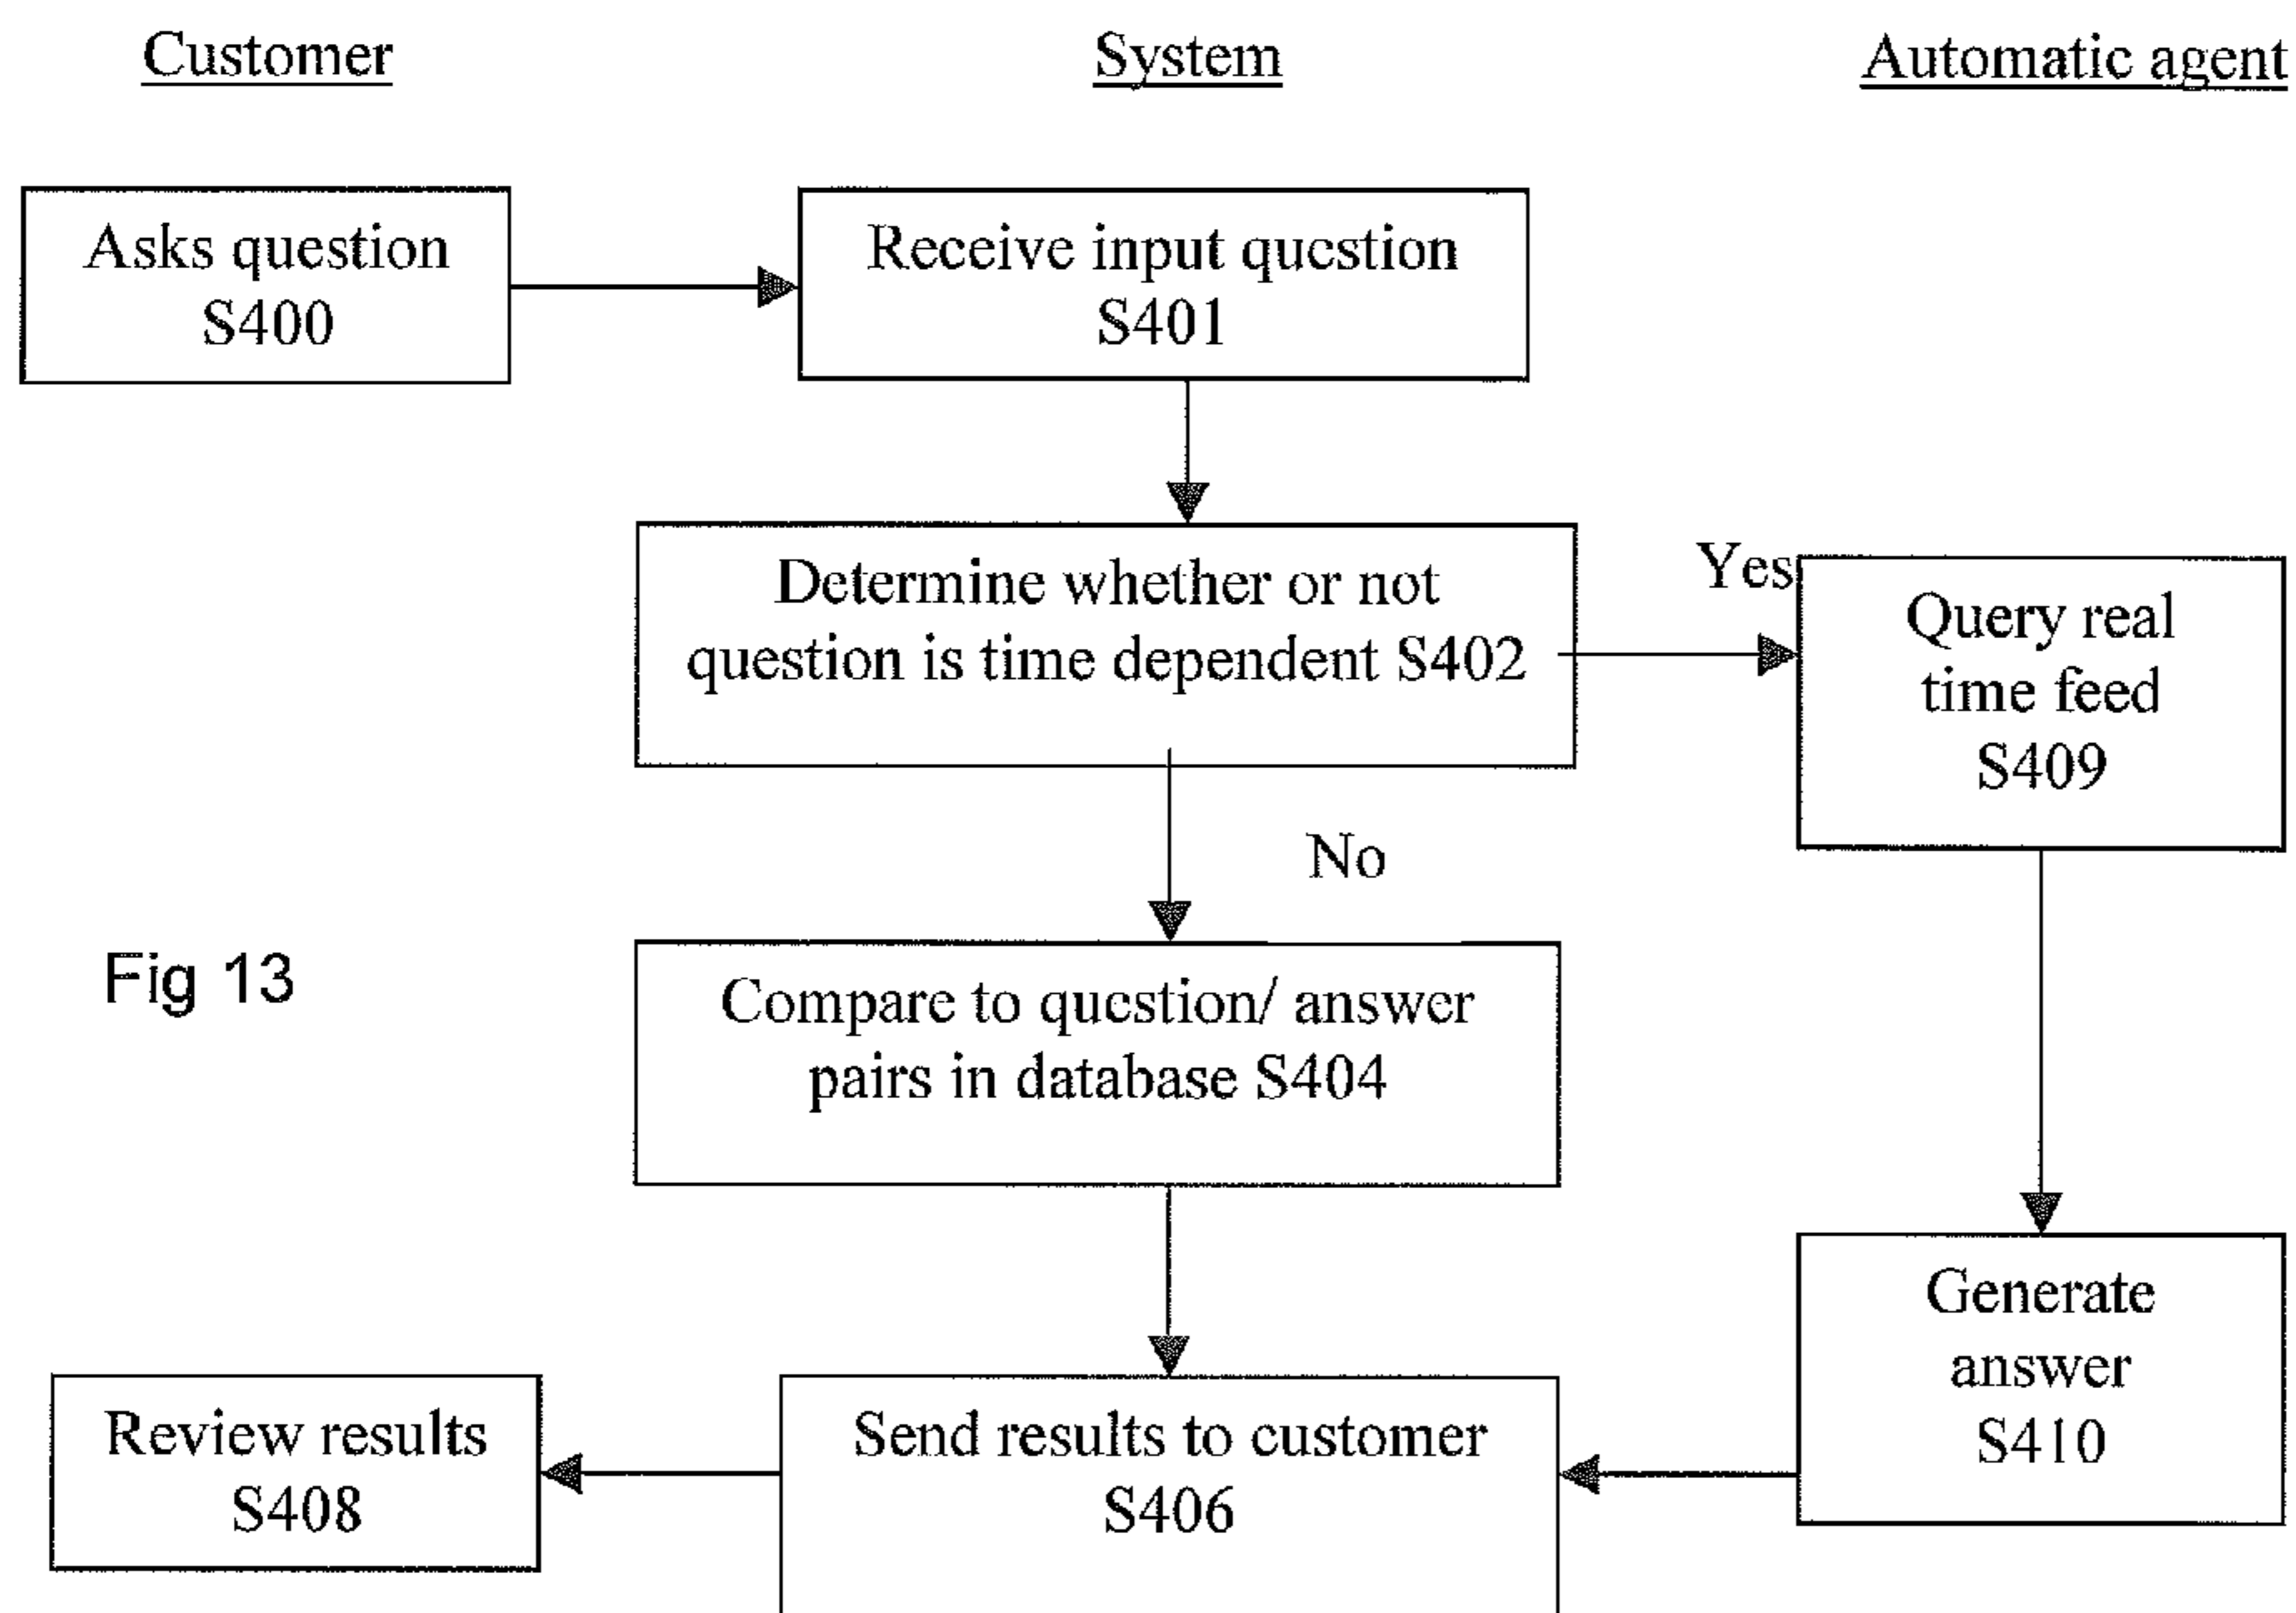 Customer
System
Automatic agent
Asks question
S400
Receive input question
S401
Determine whether or not
question is time dependent S402
Yes
Query real
time feed
S409
No
Fig 13
Compare to question/ answer
pairs in database S404
Generate
answer
S410
Review results
S408
Send results to customer
S406